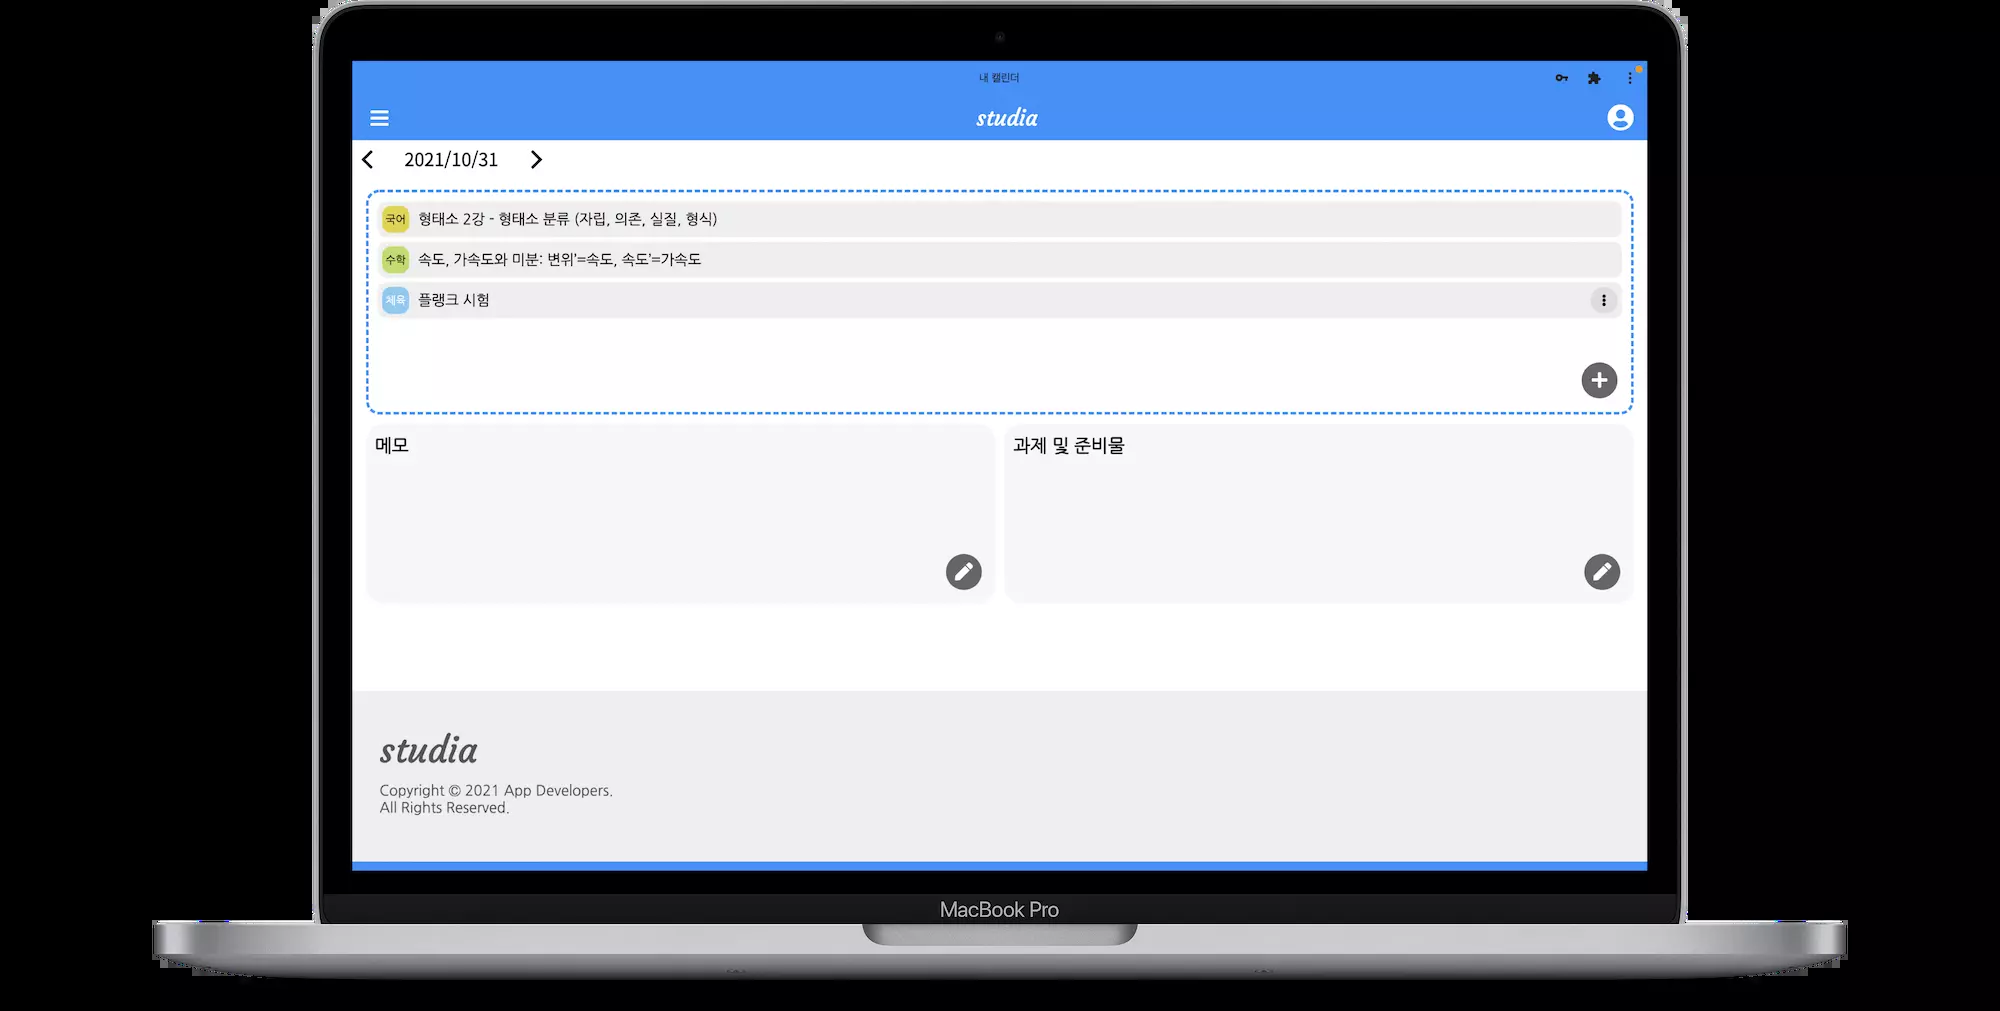 내 캘린더
studia
2021/10/31
국어 형태소 2강 - 형태소 분류 (자립, 의존, 실질, 형식)
수학 속도, 가속도와 미분: 변위'=속도, 속도'=가속도
체육 플랭크 시험
메모
과제 및 준비물
studia
Copyright © 2021 App Developers.
All Rights Reserved.
MacBook Pro